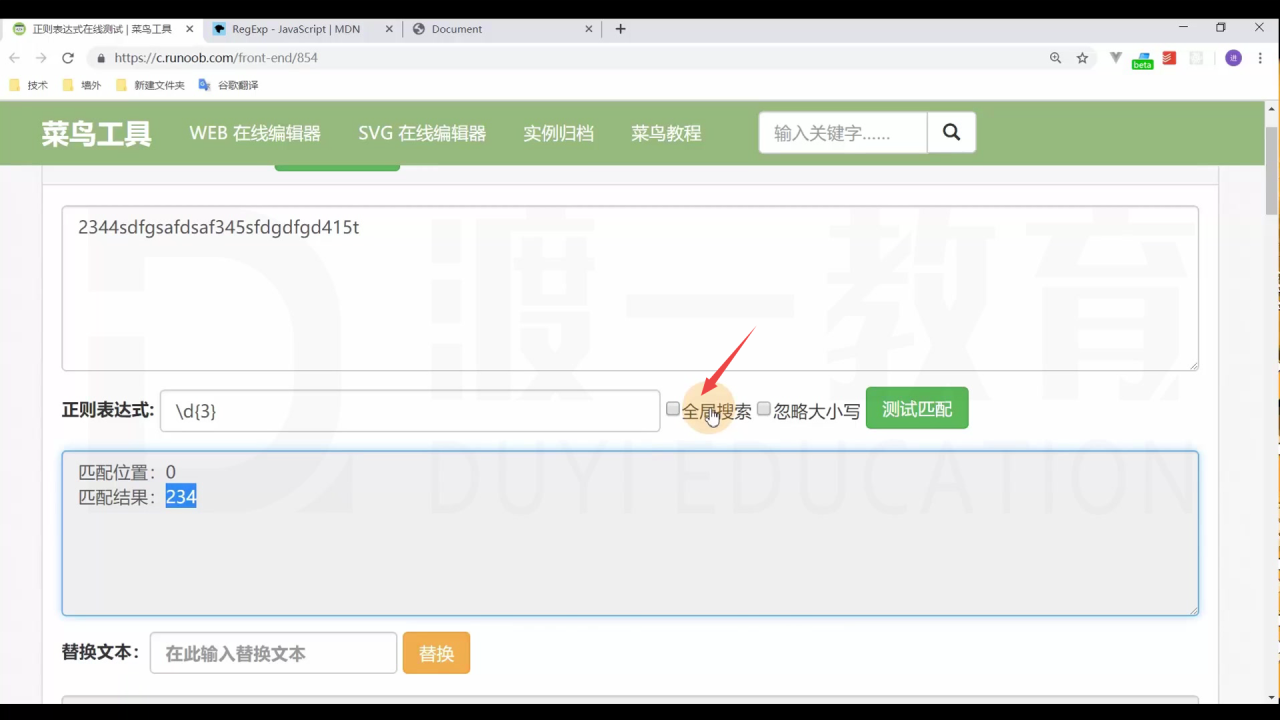 正则表达式在线测试 | 菜鸟工具
RegExp - JavaScript | MDN
Document
https://c.runoob.com/front-end/854
beta
进
技术
墙外
新建文件夹
谷歌翻译
菜鸟工具
WEB 在线编辑器
SVG 在线编辑器
实例归档
菜鸟教程
输入关键字......
2344sdfgsafdsaf345sfdgdfgd415t
渡一教育
正则表达式:
\d{3}
全局搜索
忽略大小写
测试匹配
DUYI EDUCATION
匹配位置：0
匹配结果：234
替换文本：
在此输入替换文本
替换